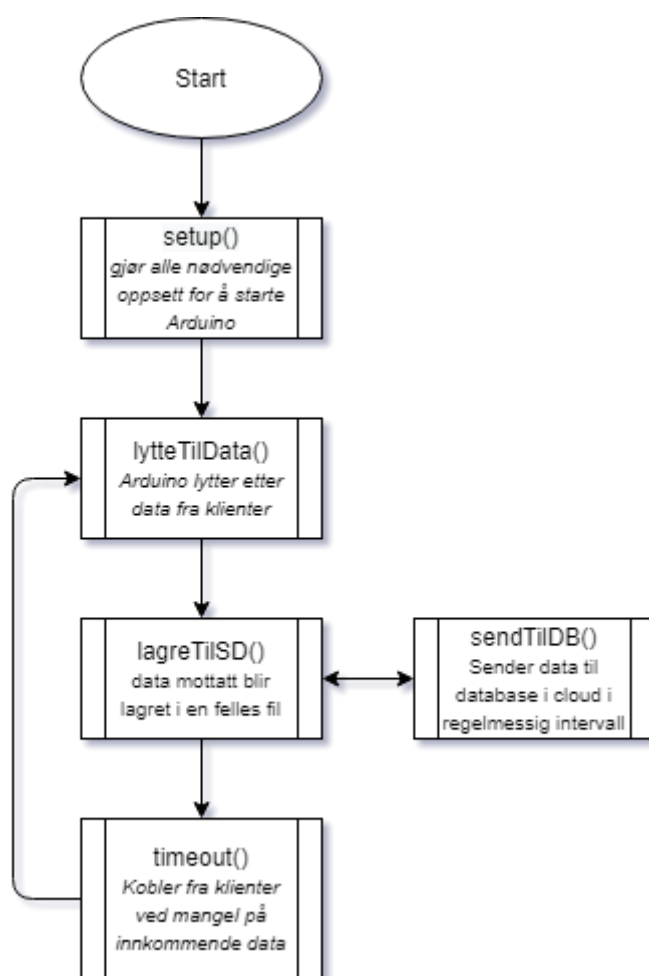 Start
setup()
gjør alle nødvendige
oppsett for å starte
Arduino
lytteTilData()
Arduino lytter etter
data fra klienter
lagreTilSD()
data mottatt blir
lagret i en felles fil
sendTilDB()
Sender data til
database i cloud i
regelmessig intervall
timeout()
Kobler fra klienter
ved mangel på
innkommende data